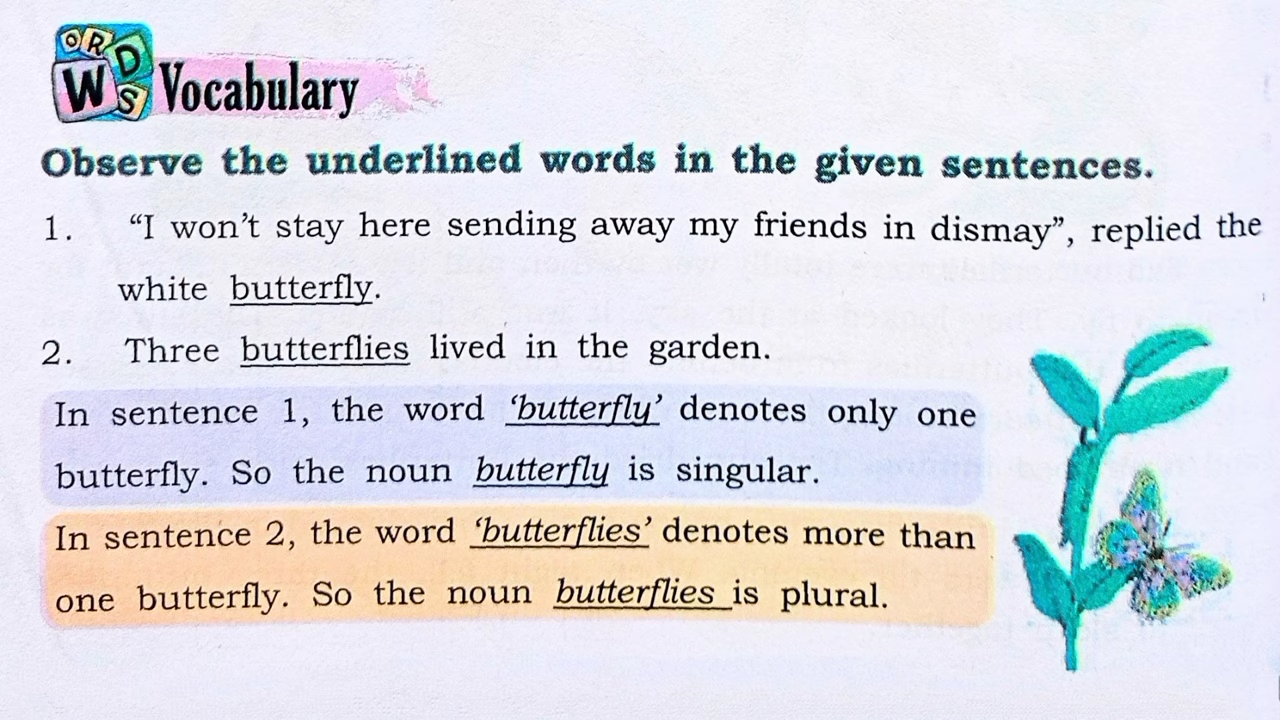 WORDS
Vocabulary
Observe the underlined words in the given sentences.
1. “I won’t stay here sending away my friends in dismay”, replied the
white butterfly.
2. Three butterflies lived in the garden.
In sentence 1, the word ‘butterfly’ denotes only one
butterfly. So the noun butterfly is singular.
In sentence 2, the word ‘butterflies’ denotes more than
one butterfly. So the noun butterflies is plural.